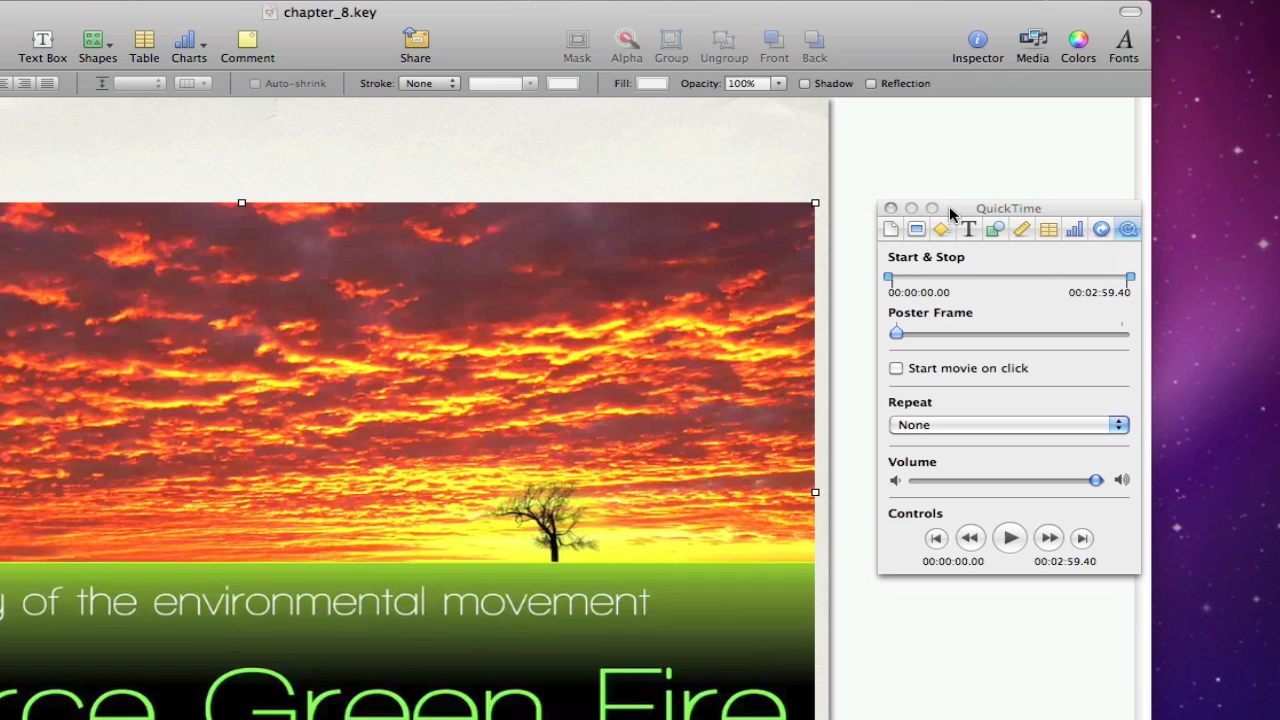 chapter_8.key
Text Box Shapes Table Charts Comment Share Mask Alpha Group Ungroup Front Back Inspector Media Colors Fonts
Auto-shrink Stroke: None Fill: Opacity: 100% Shadow Reflection
QuickTime
T
Start & Stop
00:00:00.00 00:02:59.40
Poster Frame
Start movie on click
Repeat
None
Volume
Controls
00:00:00.00 00:02:59.40
y of the environmental movement
rce Green Fire